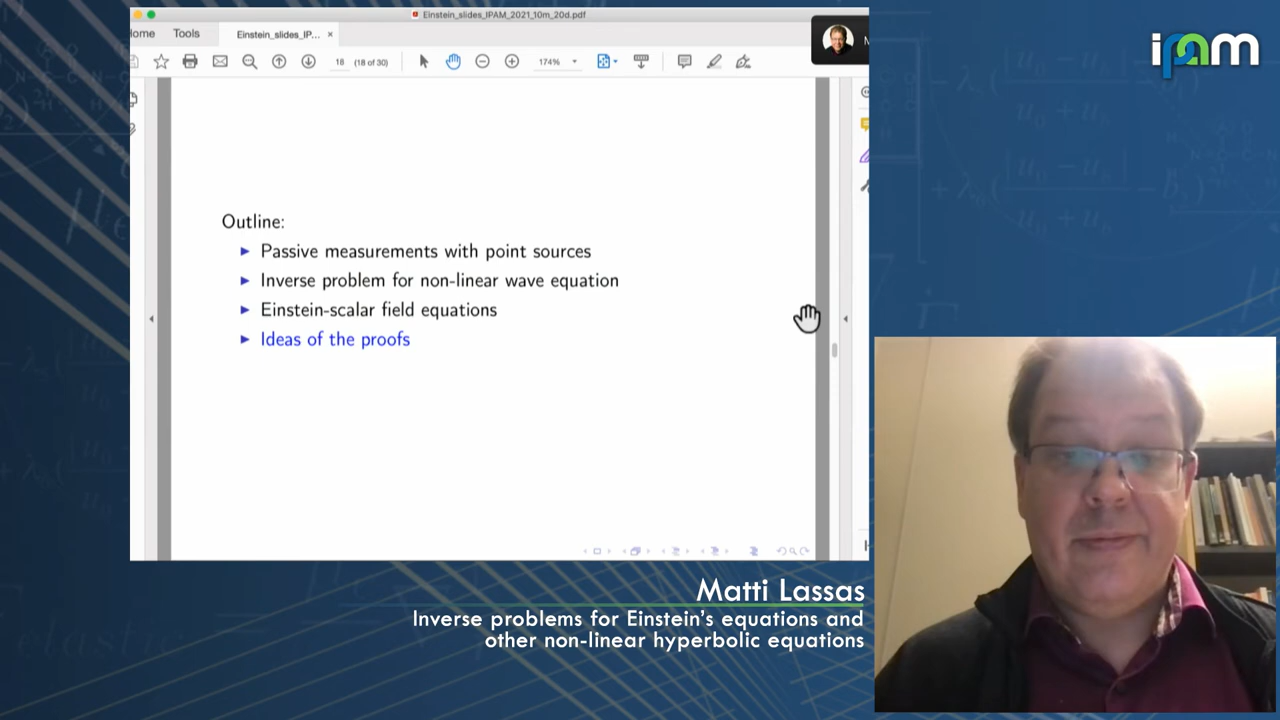 Einstein_slides_IPAM_2021_10m_20d.pdf
ome Tools Einstein_slides_IP... ×
18 (18 of 30) 174%
ipam
Outline:
Passive measurements with point sources
Inverse problem for non-linear wave equation
Einstein-scalar field equations
Ideas of the proofs
Matti Lassas
Inverse problems for Einstein's equations and
other non-linear hyperbolic equations